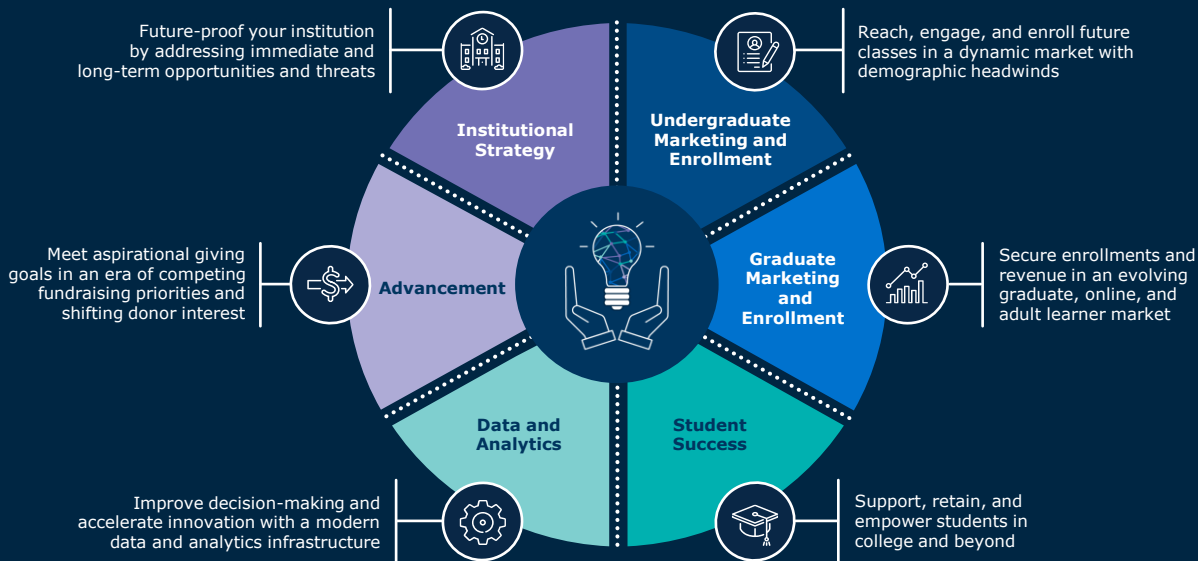 Future-proof your institution
by addressing immediate and
long-term opportunities and threats
Reach, engage, and enroll future
classes in a dynamic market with
demographic headwinds
Institutional
Strategy
Undergraduate
Marketing and
Enrollment
Meet aspirational giving
goals in an era of competing
fundraising priorities and
shifting donor interest
Advancement
Graduate
Marketing
and
Enrollment
Secure enrollments and
revenue in an evolving
graduate, online, and
adult learner market
Data and
Analytics
Student
Success
Improve decision-making and
accelerate innovation with a modern
data and analytics infrastructure
Support, retain, and
empower students in
college and beyond